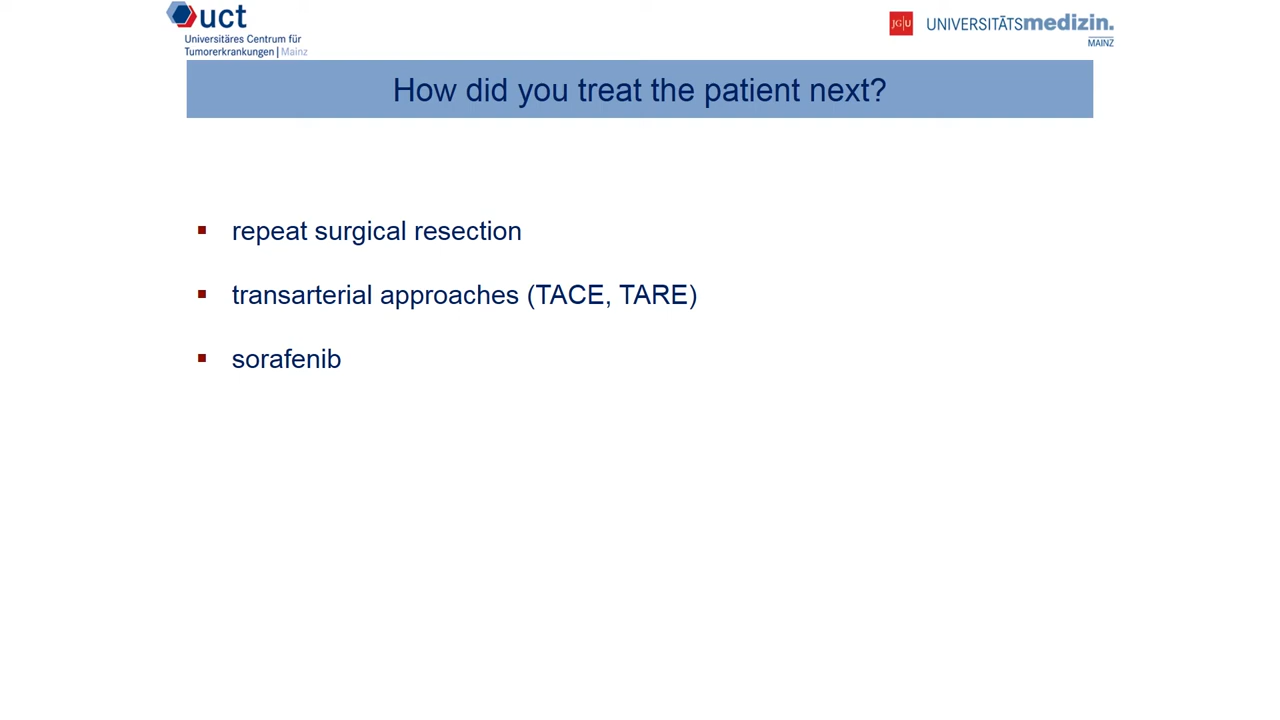 uct
Universitäres Centrum für
Tumorerkrankungen | Mainz
JG|U
UNIVERSITÄTSmedizin.
MAINZ
How did you treat the patient next?
repeat surgical resection
transarterial approaches (TACE, TARE)
sorafenib